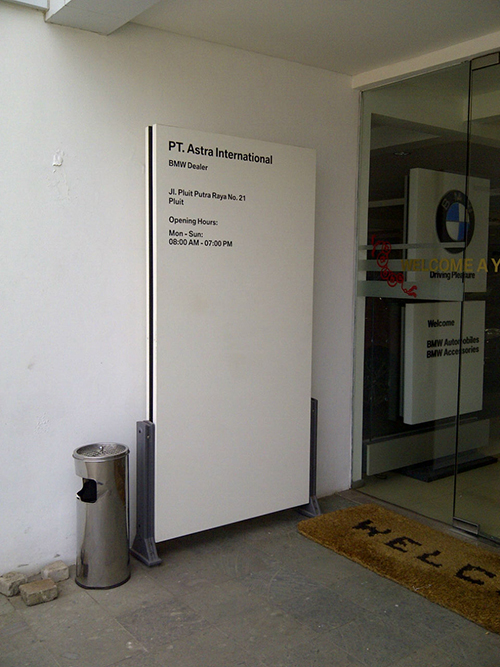 PT. Astra International
BMW Dealer
Jl. Pluit Putra Raya No. 21
Pluit
Opening Hours:
Mon - Sun:
08:00 AM - 07:00 PM
BMW
WELCOME A Y
Driving Pleasure
Welcome
BMW Automobiles
BMW Accessories
WELC